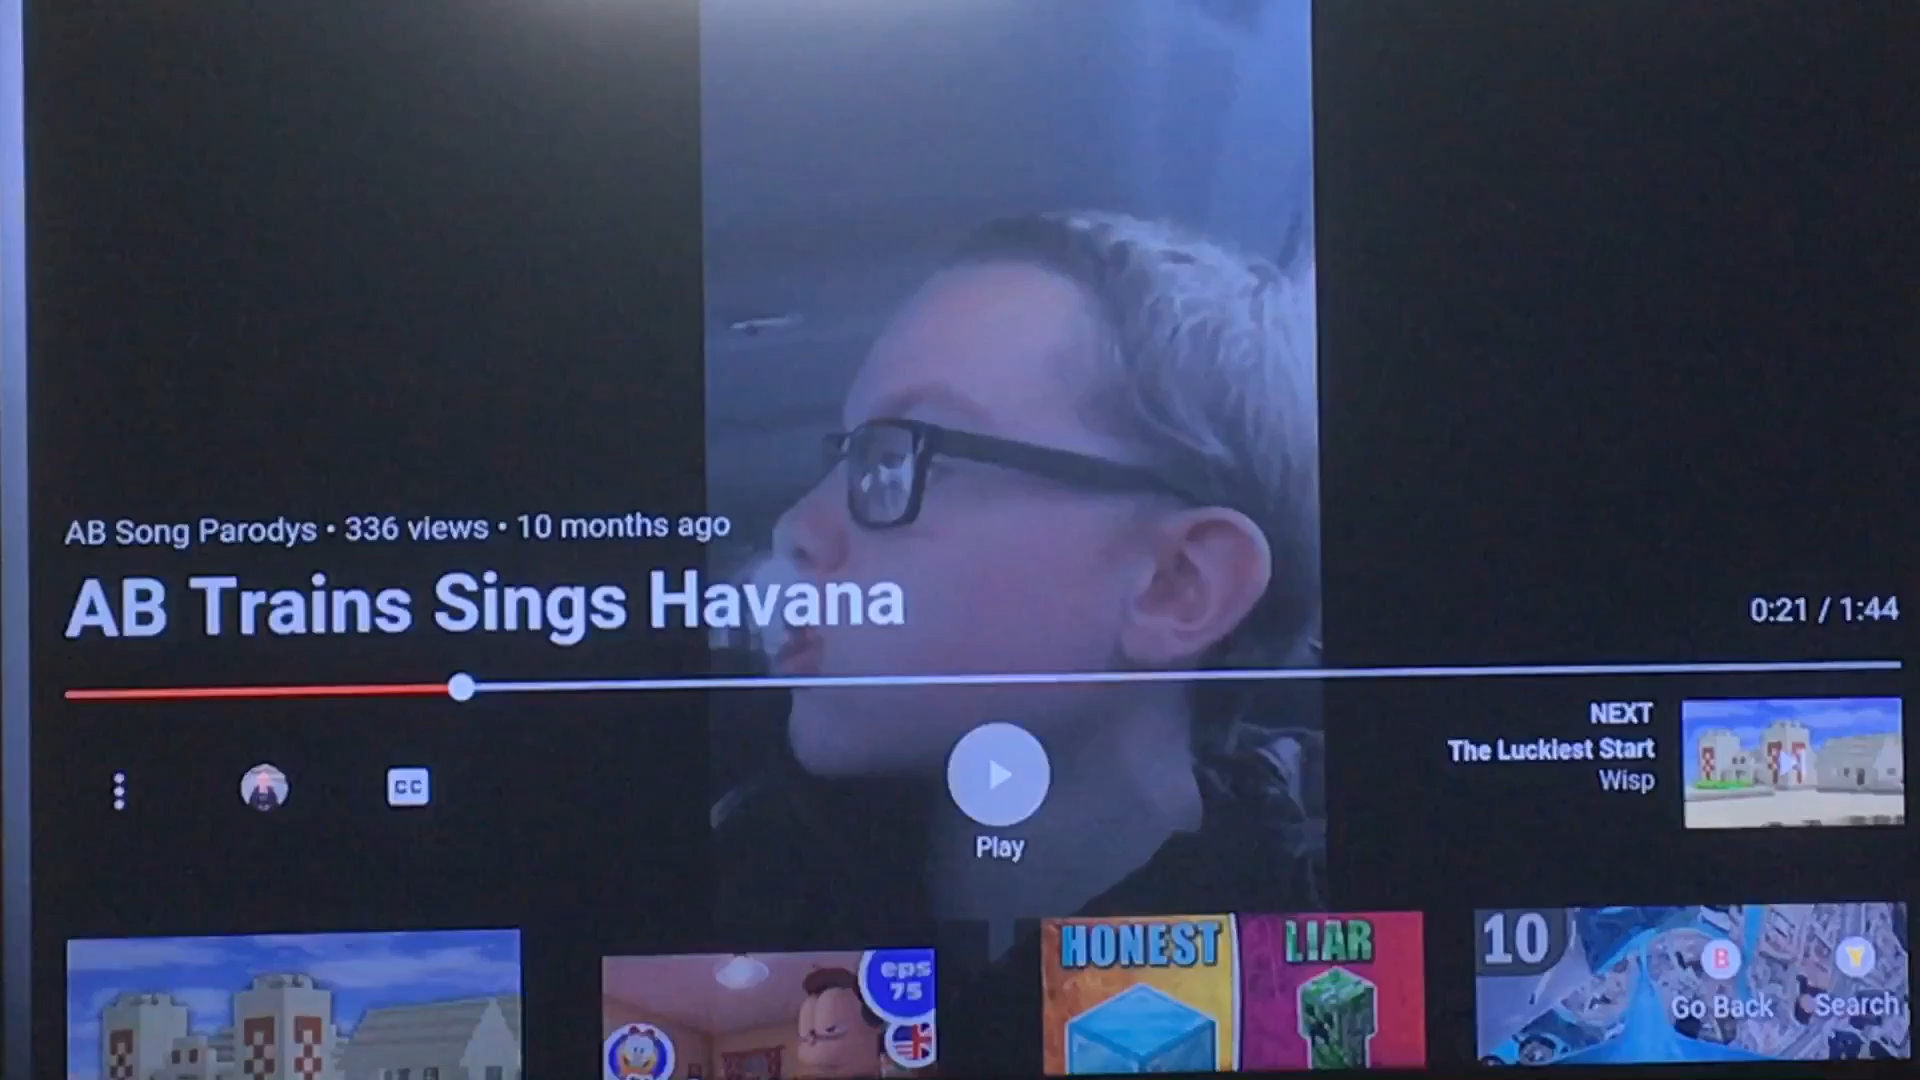 AB Song Parodys • 336 views • 10 months ago
AB Trains Sings Havana
0:21 / 1:44
NEXT
The Luckiest Start
Wisp
CC
Play
eps
75
HONEST
LIAR
10
B
Y
Go Back
Search